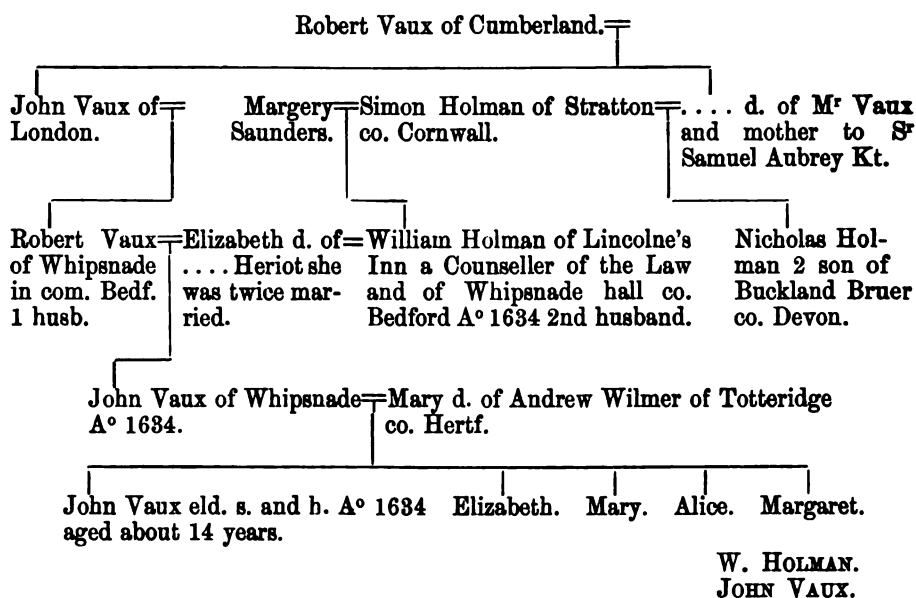 Robert Vaux of Cumberland.=
John Vaux of=
London.
Margery=Simon Holman of Stratton=. . . . d. of Mr Vaux
Saunders. co. Cornwall. and mother to Sr
Samuel Aubrey Kt.
Robert Vaux=Elizabeth d. of=William Holman of Lincolne's
of Whipsnade . . . . Heriot she Inn a Counseller of the Law
in com. Bedf. was twice mar- and of Whipsnade hall co.
1 husb. ried. Bedford Ao 1634 2nd husband.
Nicholas Hol-
man 2 son of
Buckland Bruer
co. Devon.
John Vaux of Whipsnade=Mary d. of Andrew Wilmer of Totteridge
Ao 1634. co. Hertf.
John Vaux eld. s. and h. Ao 1634 Elizabeth. Mary. Alice. Margaret.
aged about 14 years.
W. HOLMAN.
JOHN VAUX.